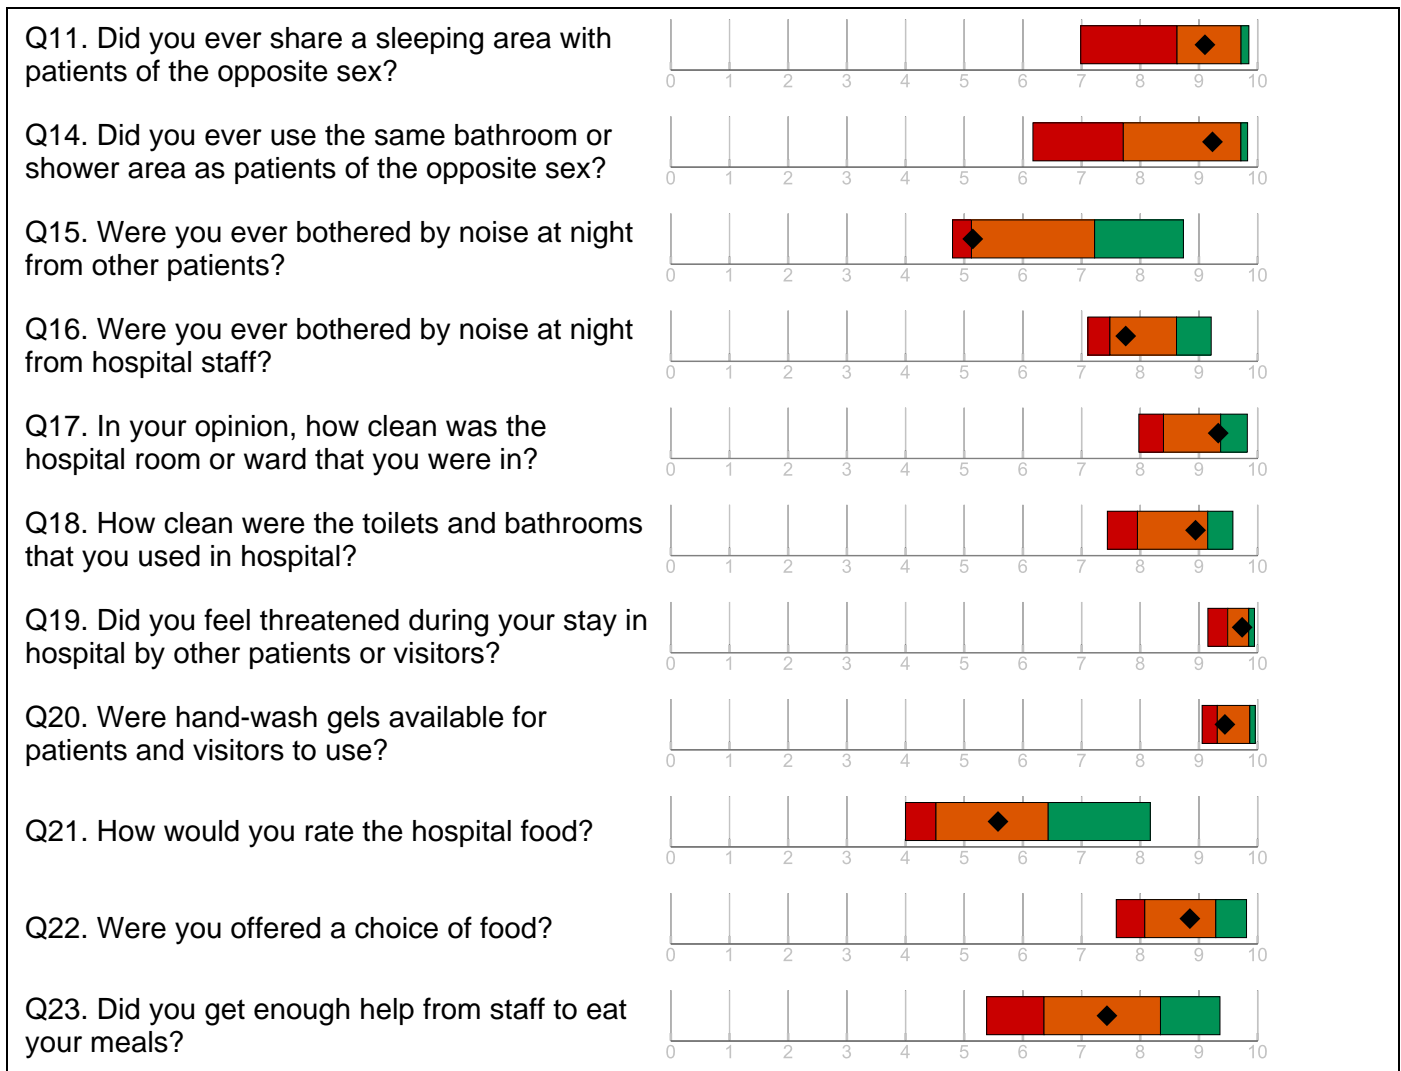 Q11. Did you ever share a sleeping area with
patients of the opposite sex?
0 1 2 3 4 5 6 7 8 9 10
Q14. Did you ever use the same bathroom or
shower area as patients of the opposite sex?
0 1 2 3 4 5 6 7 8 9 10
Q15. Were you ever bothered by noise at night
from other patients?
0 1 2 3 4 5 6 7 8 9 10
Q16. Were you ever bothered by noise at night
from hospital staff?
0 1 2 3 4 5 6 7 8 9 10
Q17. In your opinion, how clean was the
hospital room or ward that you were in?
0 1 2 3 4 5 6 7 8 9 10
Q18. How clean were the toilets and bathrooms
that you used in hospital?
0 1 2 3 4 5 6 7 8 9 10
Q19. Did you feel threatened during your stay in
hospital by other patients or visitors?
0 1 2 3 4 5 6 7 8 9 10
Q20. Were hand-wash gels available for
patients and visitors to use?
0 1 2 3 4 5 6 7 8 9 10
Q21. How would you rate the hospital food?
0 1 2 3 4 5 6 7 8 9 10
Q22. Were you offered a choice of food?
0 1 2 3 4 5 6 7 8 9 10
Q23. Did you get enough help from staff to eat
your meals?
0 1 2 3 4 5 6 7 8 9 10